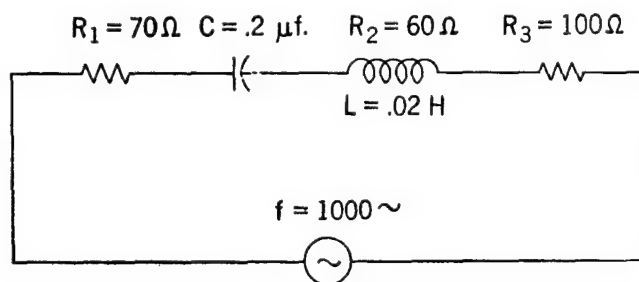 R₁ = 70Ω C = .2 μf. R₂ = 60 Ω R₃ = 100Ω
L = .02 H
f = 1000 ~
~